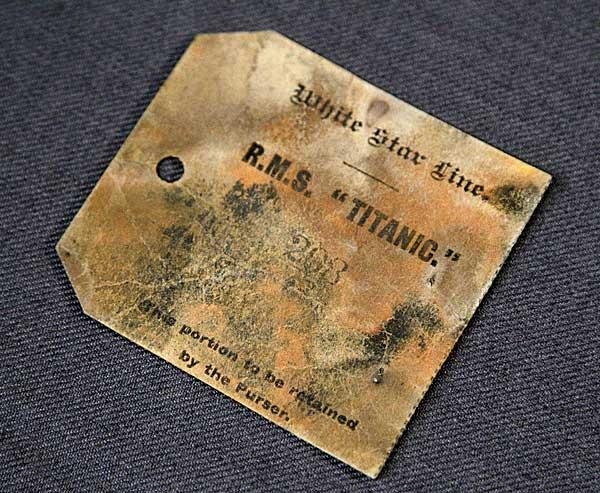 White Star Line.
R.M.S. “TITANIC.”
This portion to be retained
by the Purser.